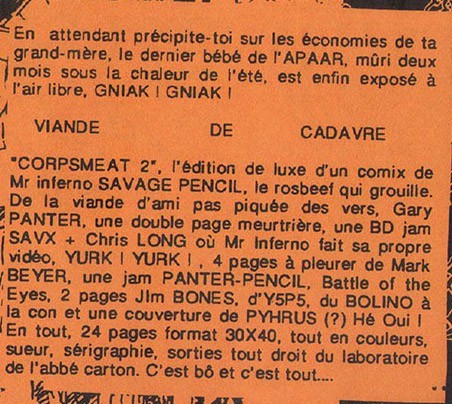 En attendant précipite-toi sur les économies de ta
grand-mère, le dernier bébé de l'APAAR, mûri deux
mois sous la chaleur de l'été, est enfin exposé à
l'air libre, GNIAK ! GNIAK !
VIANDE DE CADAVRE
"CORPSMEAT 2", l'édition de luxe d'un comix de
Mr inferno SAVAGE PENCIL, le rosbeef qui grouille.
De la viande d'ami pas piquée des vers, Gary
PANTER, une double page meurtrière, une BD jam
SAVX + Chris LONG où Mr Inferno fait sa propre
vidéo, YURK ! YURK ! , 4 pages à pleurer de Mark
BEYER, une jam PANTER-PENCIL, Battle of the
Eyes, 2 pages JIm BONES, d'Y5P5, du BOLINO à
la con et une couverture de PYHRUS (?) Hé Oui !
En tout, 24 pages format 30X40, tout en couleurs,
sueur, sérigraphie, sorties tout droit du laboratoire
de l'abbé carton. C'est bô et c'est tout....